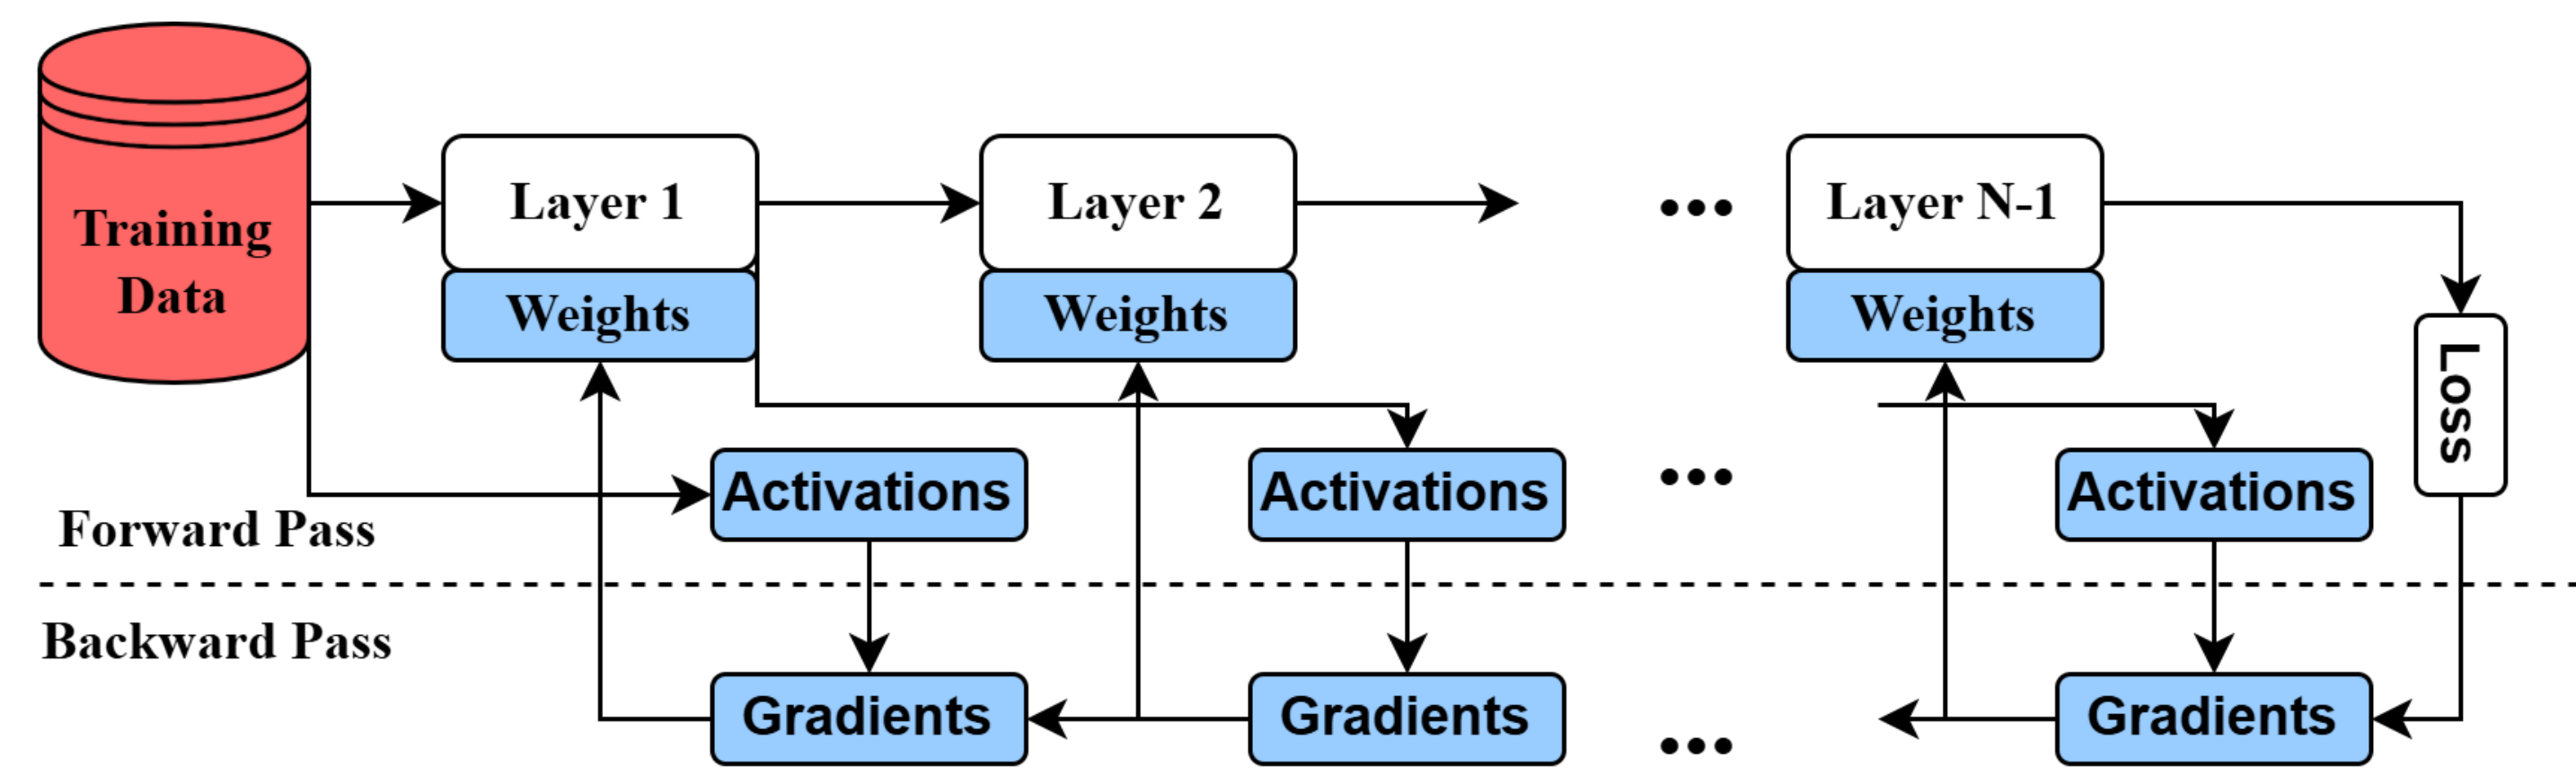 Training
Data
Layer 1
Weights
Layer 2
Weights
•••
Layer N-1
Weights
Loss
Activations
Activations
•••
Activations
Forward Pass
Backward Pass
Gradients
Gradients
•••
Gradients